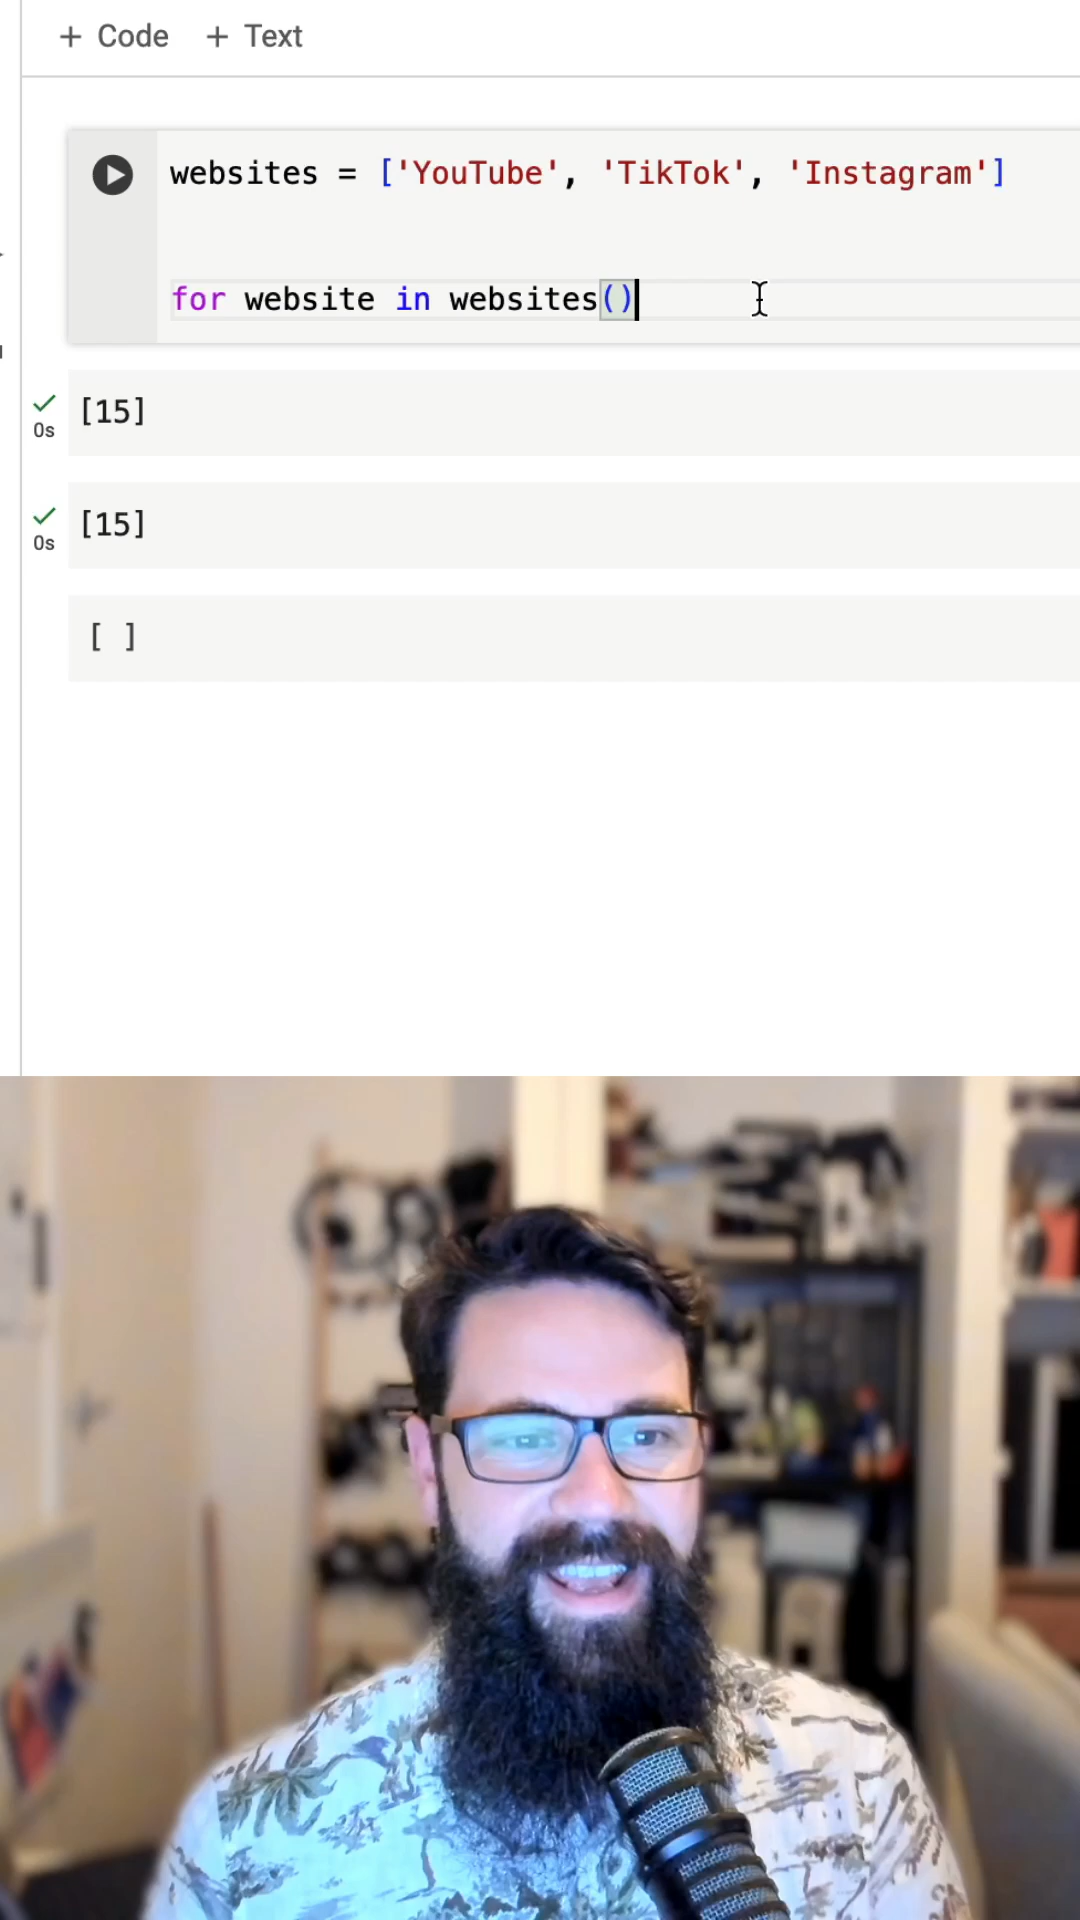 + Code + Text
websites = ['YouTube', 'TikTok', 'Instagram']
for website in websites()
[15]
0s
[15]
0s
[ ]